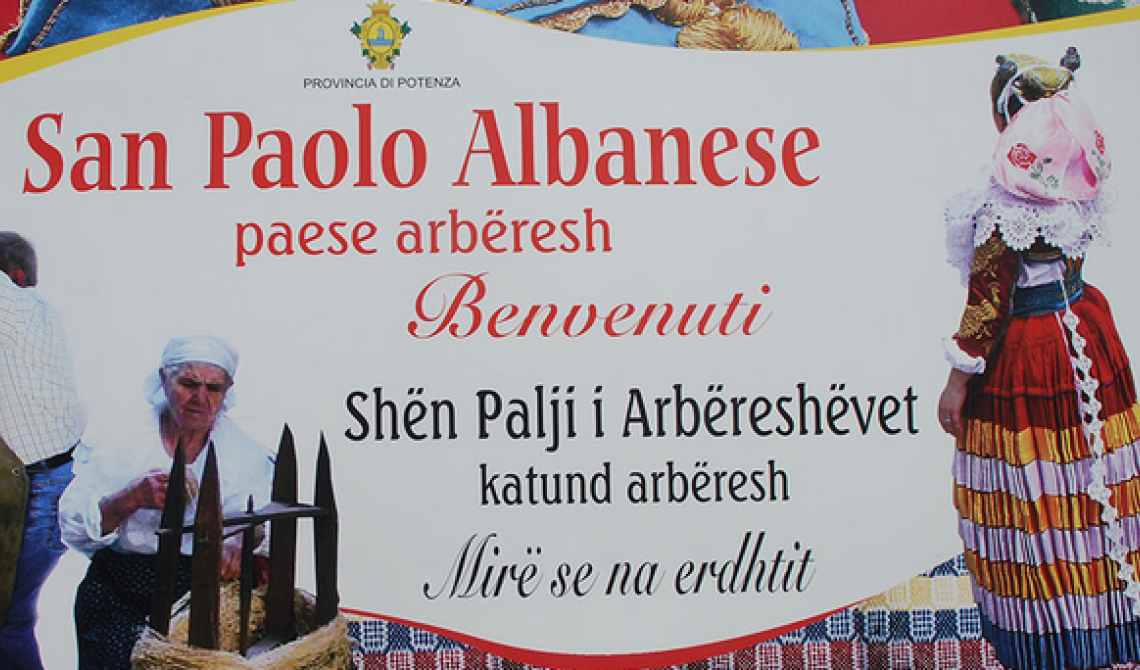 PROVINCIA DI POTENZA
San Paolo Albanese
paese arbëresh
Benvenuti
Shën Palji i Arbëreshëvet
katund arbëresh
Mirë se na erdhtit